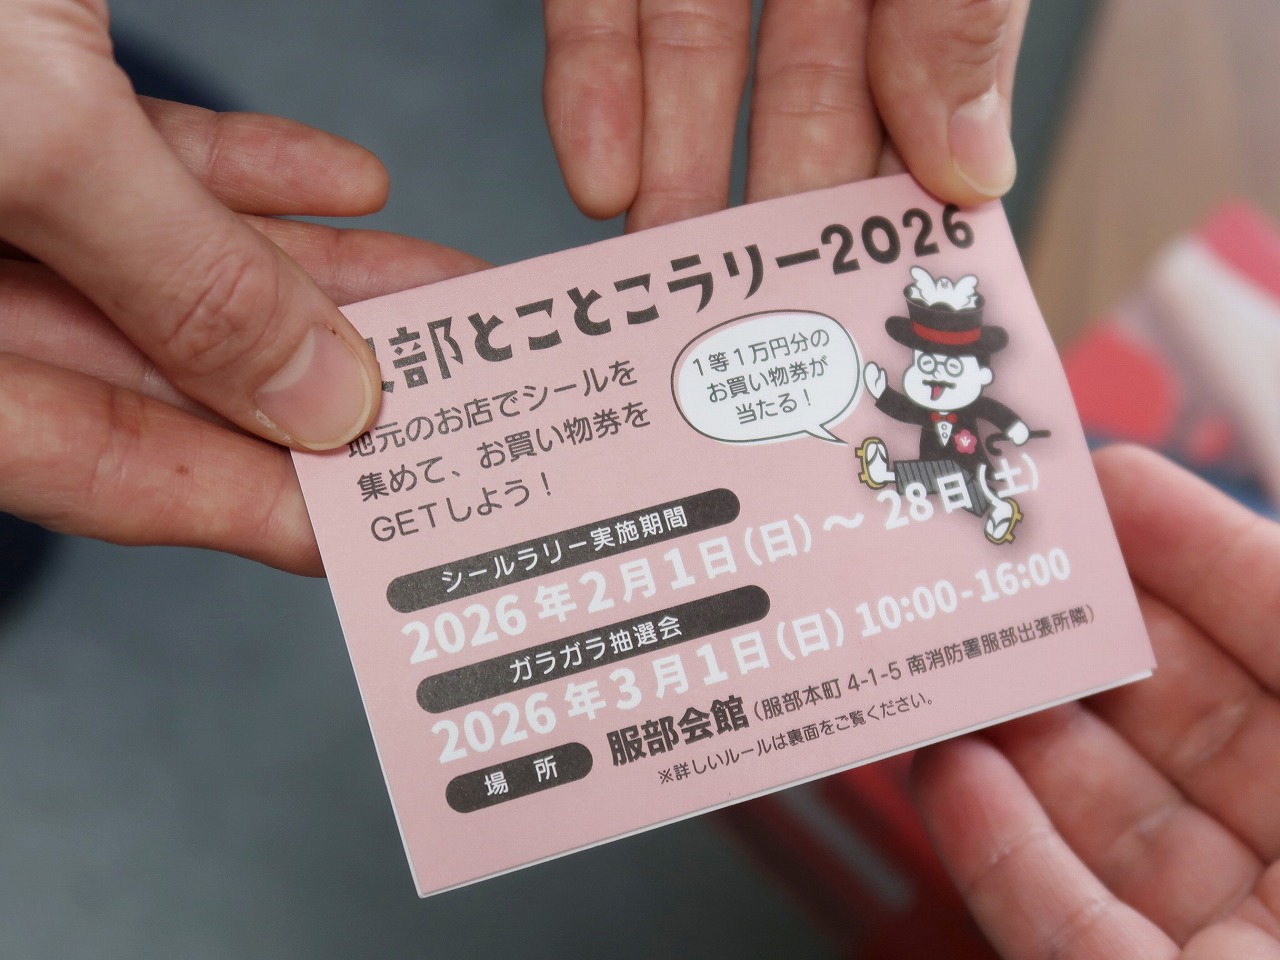 服部とことこラリー2026
地元のお店でシールを
集めて、お買い物券を
GETしよう！
1等1万円分の
お買い物券が
当たる！
シールラリー実施期間
2026年2月1日(日)～28日(土)
ガラガラ抽選会
2026年3月1日(日)10:00-16:00
場 所 服部会館(服部本町 4-1-5 南消防署服部出張所隣)
※詳しいルールは裏面をご覧ください。